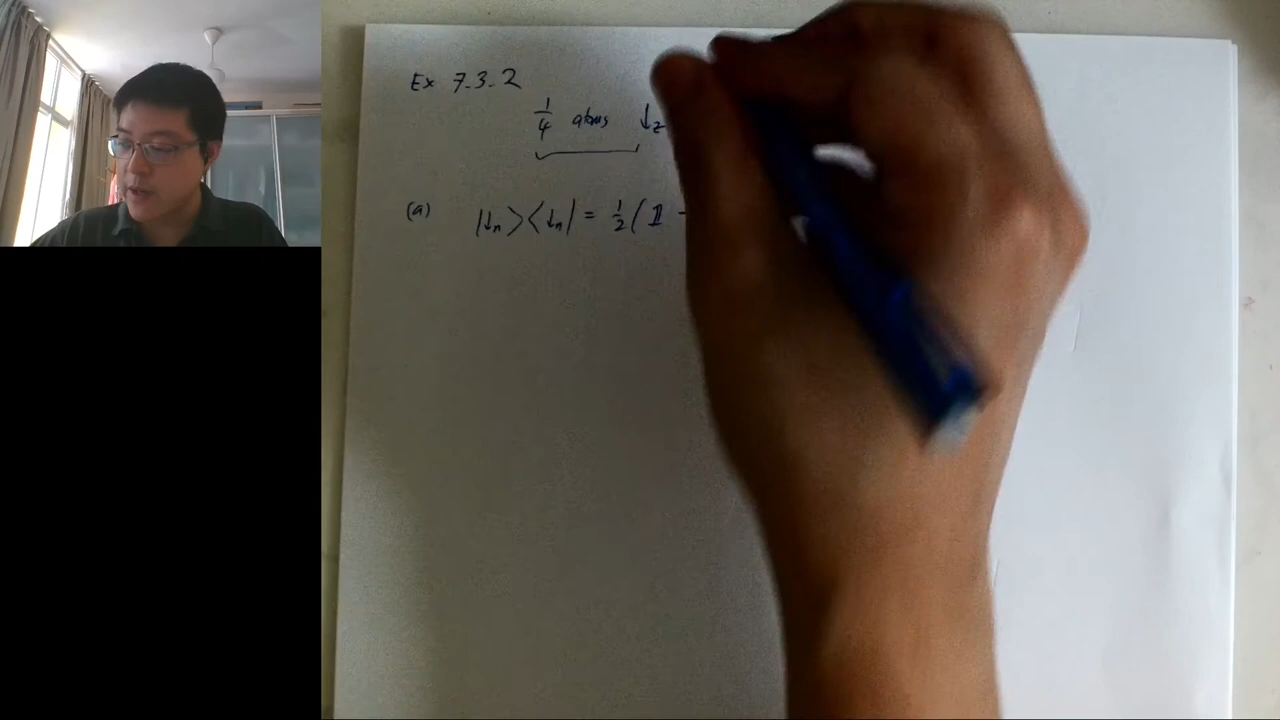 Ex 7.3.2
1/4 atoms ↓z
(a) |↓n><↓n| = 1/2 ( 𝟙 -